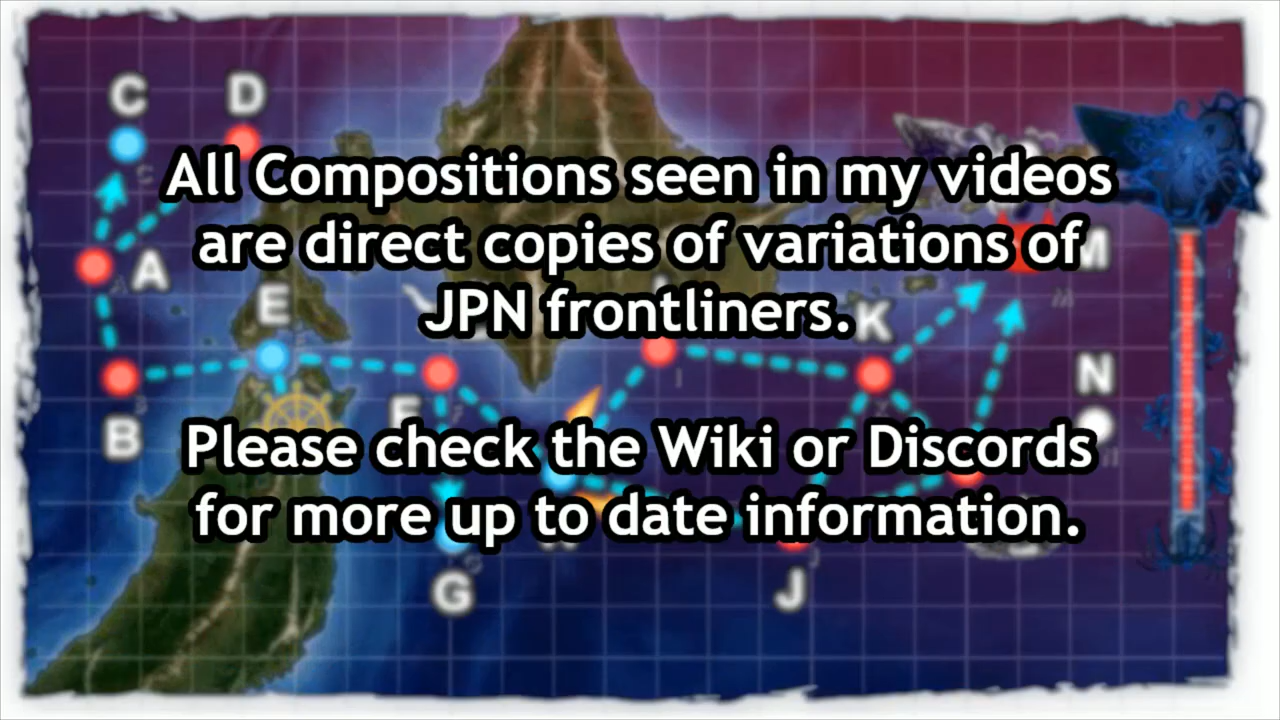 C D
All Compositions seen in my videos
A
are direct copies of variations of
M
E
JPN frontliners.
K
N
B
F
Please check the Wiki or Discords
for more up to date information.
G
J